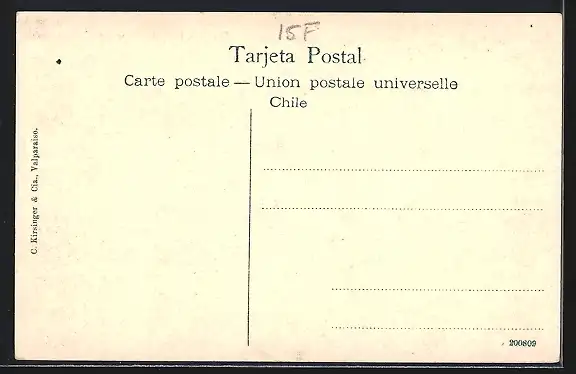 15F
Tarjeta Postal
Carte postale — Union postale universelle
Chile
C. Kirsinger & Cia., Valparaiso.
200809